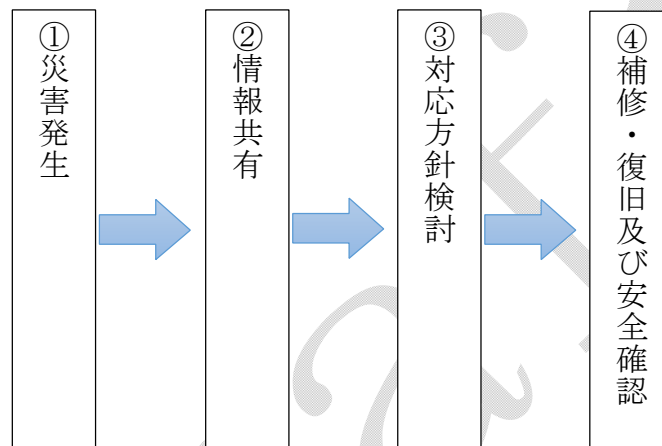 ①災害発生
②情報共有
③対応方針検討
④補修・復旧及び安全確認